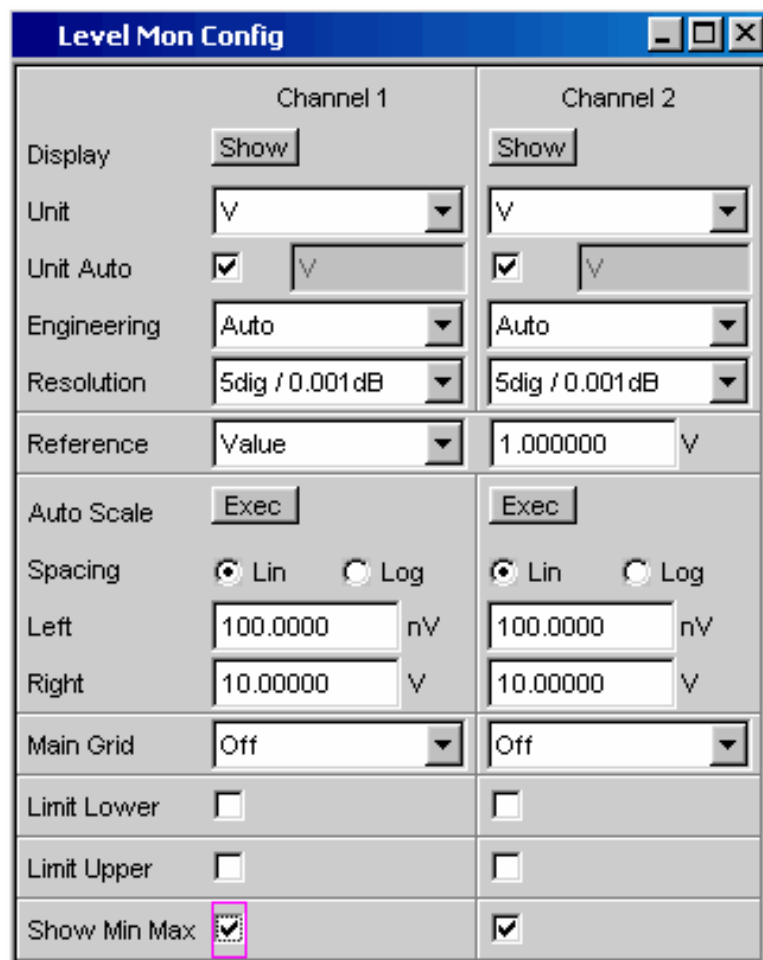 Level Mon Config
Channel 1 Channel 2
Display Show Show
Unit V V
Unit Auto V V
Engineering Auto Auto
Resolution 5dig / 0.001dB 5dig / 0.001dB
Reference Value 1.000000 V
Auto Scale Exec Exec
Spacing Lin Log Lin Log
Left 100.0000 nV 100.0000 nV
Right 10.00000 V 10.00000 V
Main Grid Off Off
Limit Lower
Limit Upper
Show Min Max